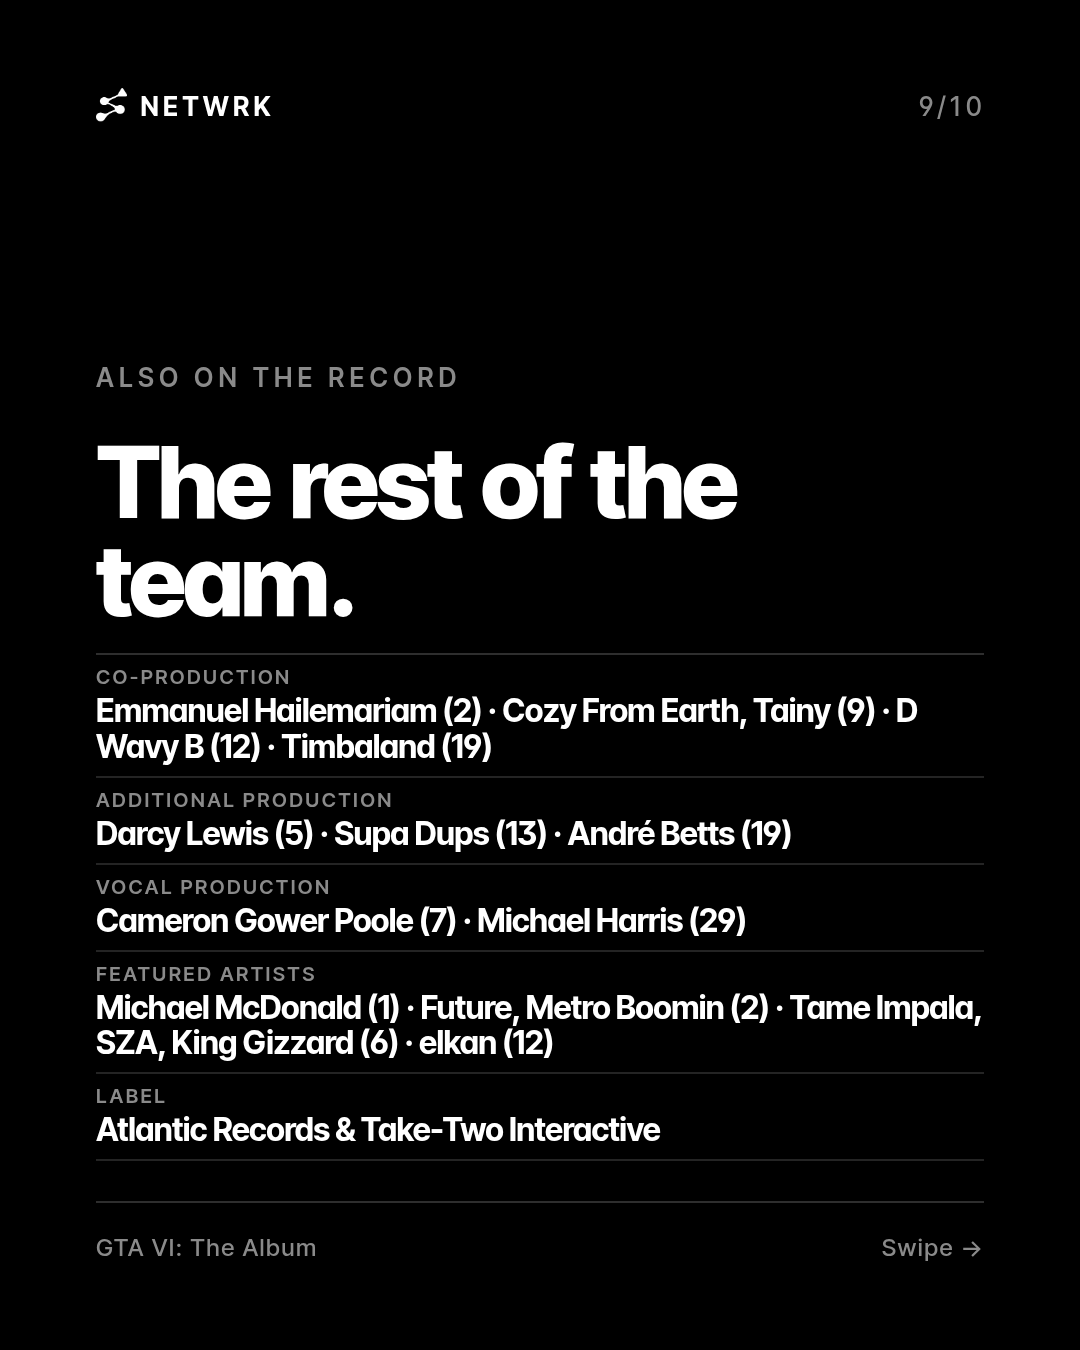 NETWRK
9/10
ALSO ON THE RECORD
The rest of the
team.
CO-PRODUCTION
Emmanuel Hailemariam (2) · Cozy From Earth, Tainy (9) · D
Wavy B (12) · Timbaland (19)
ADDITIONAL PRODUCTION
Darcy Lewis (5) · Supa Dups (13) · André Betts (19)
VOCAL PRODUCTION
Cameron Gower Poole (7) · Michael Harris (29)
FEATURED ARTISTS
Michael McDonald (1) · Future, Metro Boomin (2) · Tame Impala,
SZA, King Gizzard (6) · elkan (12)
LABEL
Atlantic Records & Take-Two Interactive
GTA VI: The Album
Swipe →